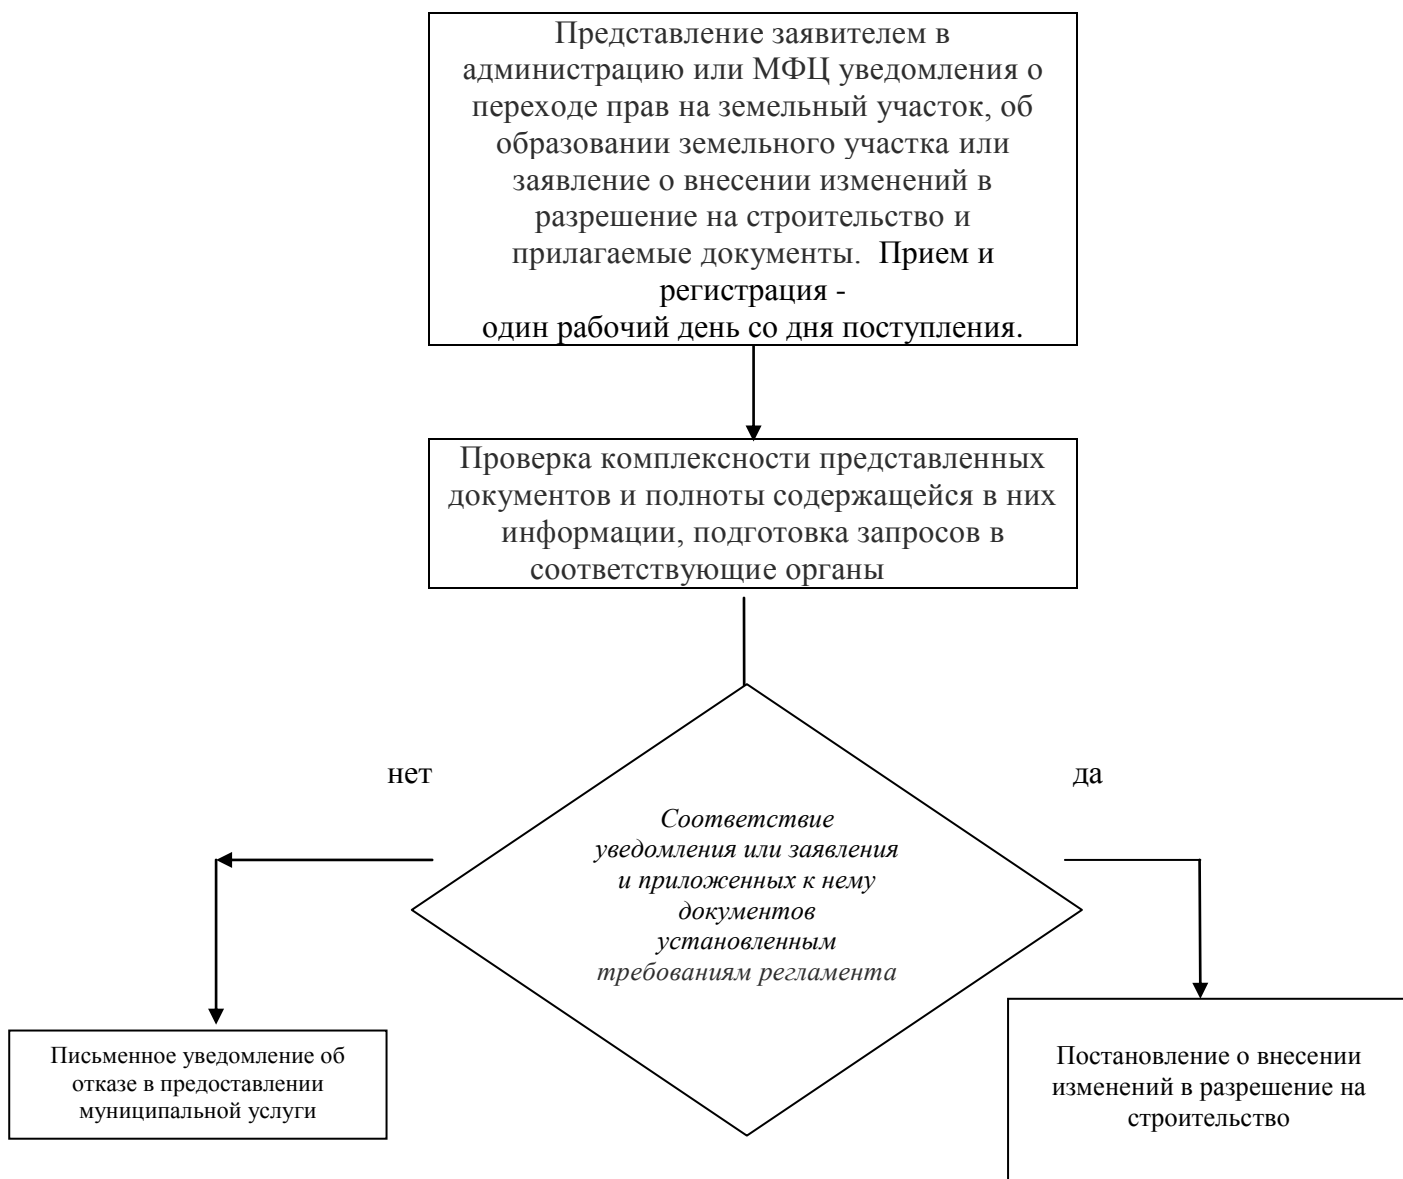 Представление заявителем в
администрацию или МФЦ уведомления о
переходе прав на земельный участок, об
образовании земельного участка или
заявление о внесении изменений в
разрешение на строительство и
прилагаемые документы. Прием и
регистрация -
один рабочий день со дня поступления.
Проверка комплексности представленных
документов и полноты содержащейся в них
информации, подготовка запросов в
соответствующие органы
нет
да
Соответствие
уведомления или заявления
и приложенных к нему
документов
установленным
требованиям регламента
Письменное уведомление об
отказе в предоставлении
муниципальной услуги
Постановление о внесении
изменений в разрешение на
строительство